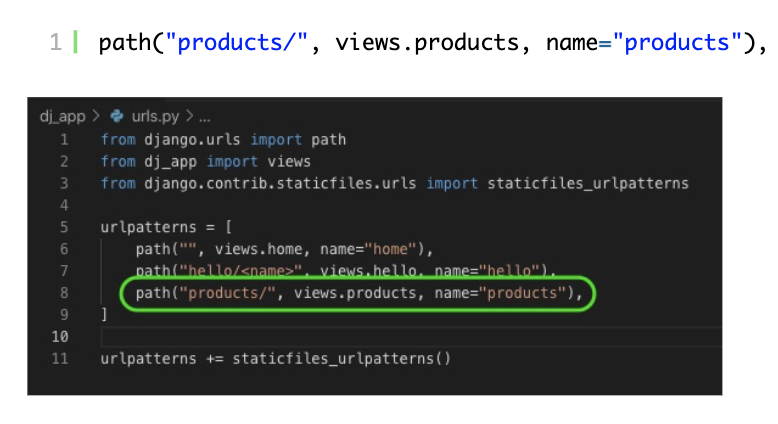 1 path("products/", views.products, name="products"),
dj_app > urls.py > ...
1 from django.urls import path
2 from dj_app import views
3 from django.contrib.staticfiles.urls import staticfiles_urlpatterns
4
5 urlpatterns = [
6 path("", views.home, name="home"),
7 path("hello/<name>", views.hello, name="hello"),
8 path("products/", views.products, name="products"),
9 ]
10
11 urlpatterns += staticfiles_urlpatterns()